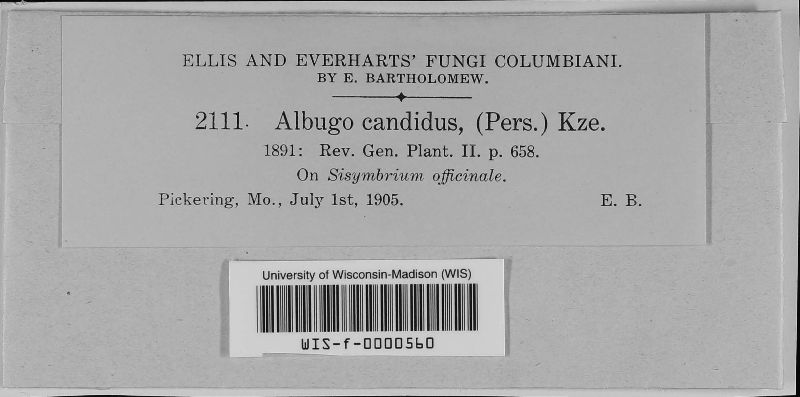 ELLIS AND EVERHARTS' FUNGI COLUMBIANI.
BY E. BARTHOLOMEW.
2111. Albugo candidus, (Pers.) Kze.
1891: Rev. Gen. Plant. II. p. 658.
On Sisymbrium officinale.
Pickering, Mo., July 1st, 1905. E. B.
University of Wisconsin-Madison (WIS)
WIS-f-0000560